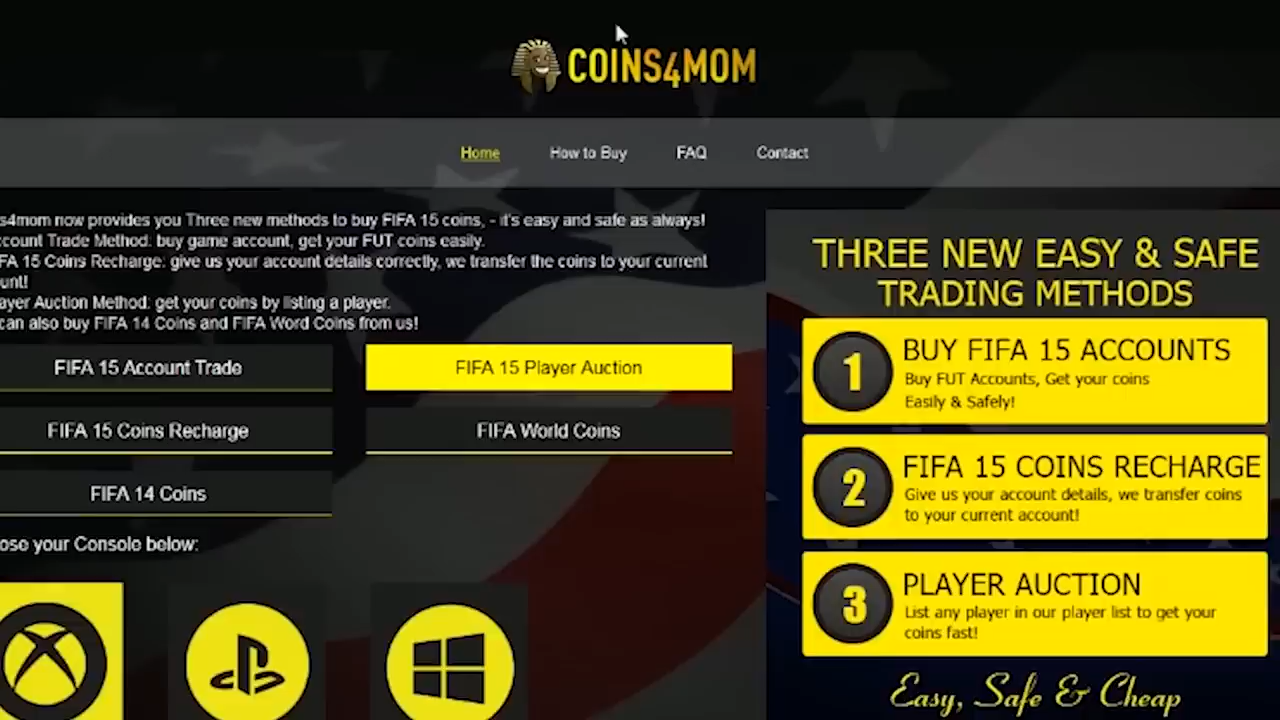 COINS4MOM
Home How to Buy FAQ Contact
s4mom now provides you Three new methods to buy FIFA 15 coins, - it's easy and safe as always!
ccount Trade Method: buy game account, get your FUT coins easily.
FA 15 Coins Recharge: give us your account details correctly, we transfer the coins to your current
unt!
ayer Auction Method: get your coins by listing a player.
can also buy FIFA 14 Coins and FIFA Word Coins from us!
FIFA 15 Account Trade
FIFA 15 Player Auction
FIFA 15 Coins Recharge
FIFA World Coins
FIFA 14 Coins
ose your Console below:
THREE NEW EASY & SAFE
TRADING METHODS
1
BUY FIFA 15 ACCOUNTS
Buy FUT Accounts, Get your coins
Easily & Safely!
2
FIFA 15 COINS RECHARGE
Give us your account details, we transfer coins
to your current account!
3
PLAYER AUCTION
List any player in our player list to get your
coins fast!
Easy, Safe & Cheap